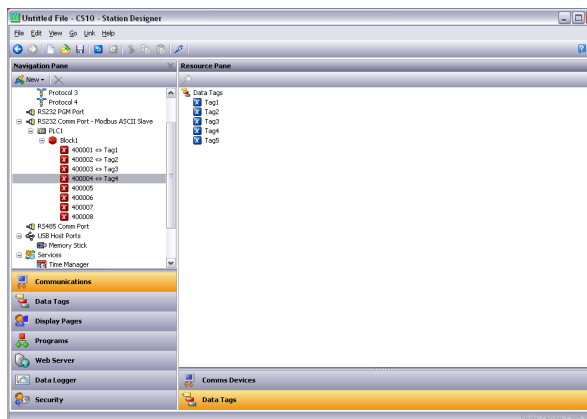 Untitled File - CS10 - Station Designer
File Edit View Go Link Help
Navigation Pane
New
Protocol 3
Protocol 4
RS232 PGM Port
RS232 Comm Port - Modbus ASCII Slave
PLC1
Block1
400001 <=> Tag1
400002 <=> Tag2
400003 <=> Tag3
400004 <=> Tag4
400005
400006
400007
400008
RS485 Comm Port
USB Host Ports
Memory Stick
Services
Time Manager
Communications
Data Tags
Display Pages
Programs
Web Server
Data Logger
Security
Resource Pane
Data Tags
Tag1
Tag2
Tag3
Tag4
Tag5
Comms Devices
Data Tags